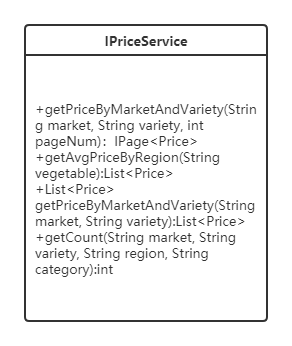 IPriceService
+getPriceByMarketAndVariety(Strin
g market, String variety, int
pageNum)：IPage<Price>
+getAvgPriceByRegion(String
vegetable):List<Price>
+List<Price>
getPriceByMarketAndVariety(String
market, String variety):List<Price>
+getCount(String market, String
variety, String region, String
category):int